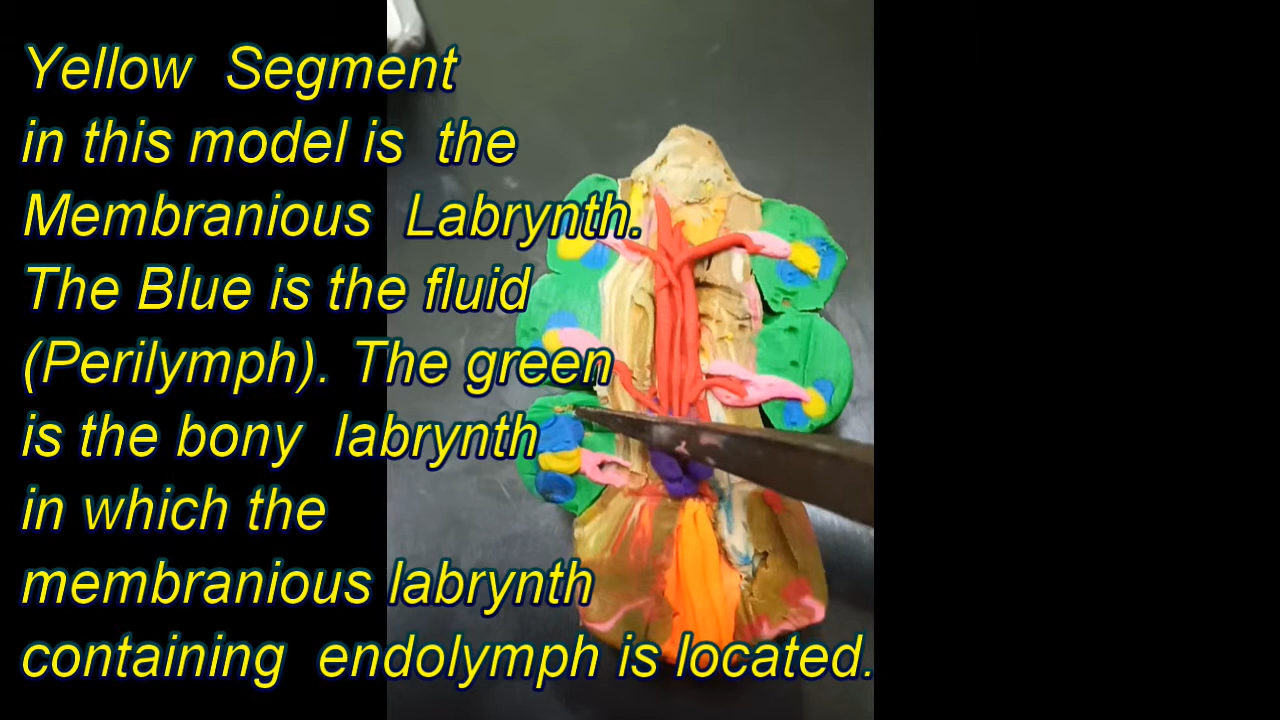 Yellow Segment
in this model is the
Membranious Labrynth.
The Blue is the fluid
(Perilymph). The green
is the bony labrynth
in which the
membranious labrynth
containing endolymph is located.